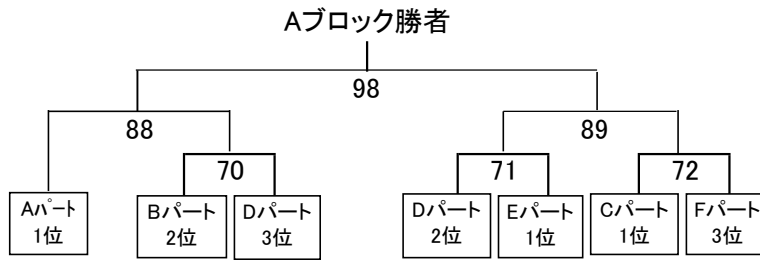 Aブロック勝者
98
88
89
70
71
72
Aパート
1位
Bパート
2位
Dパート
3位
Dパート
2位
Eパート
1位
Cパート
1位
Fパート
3位